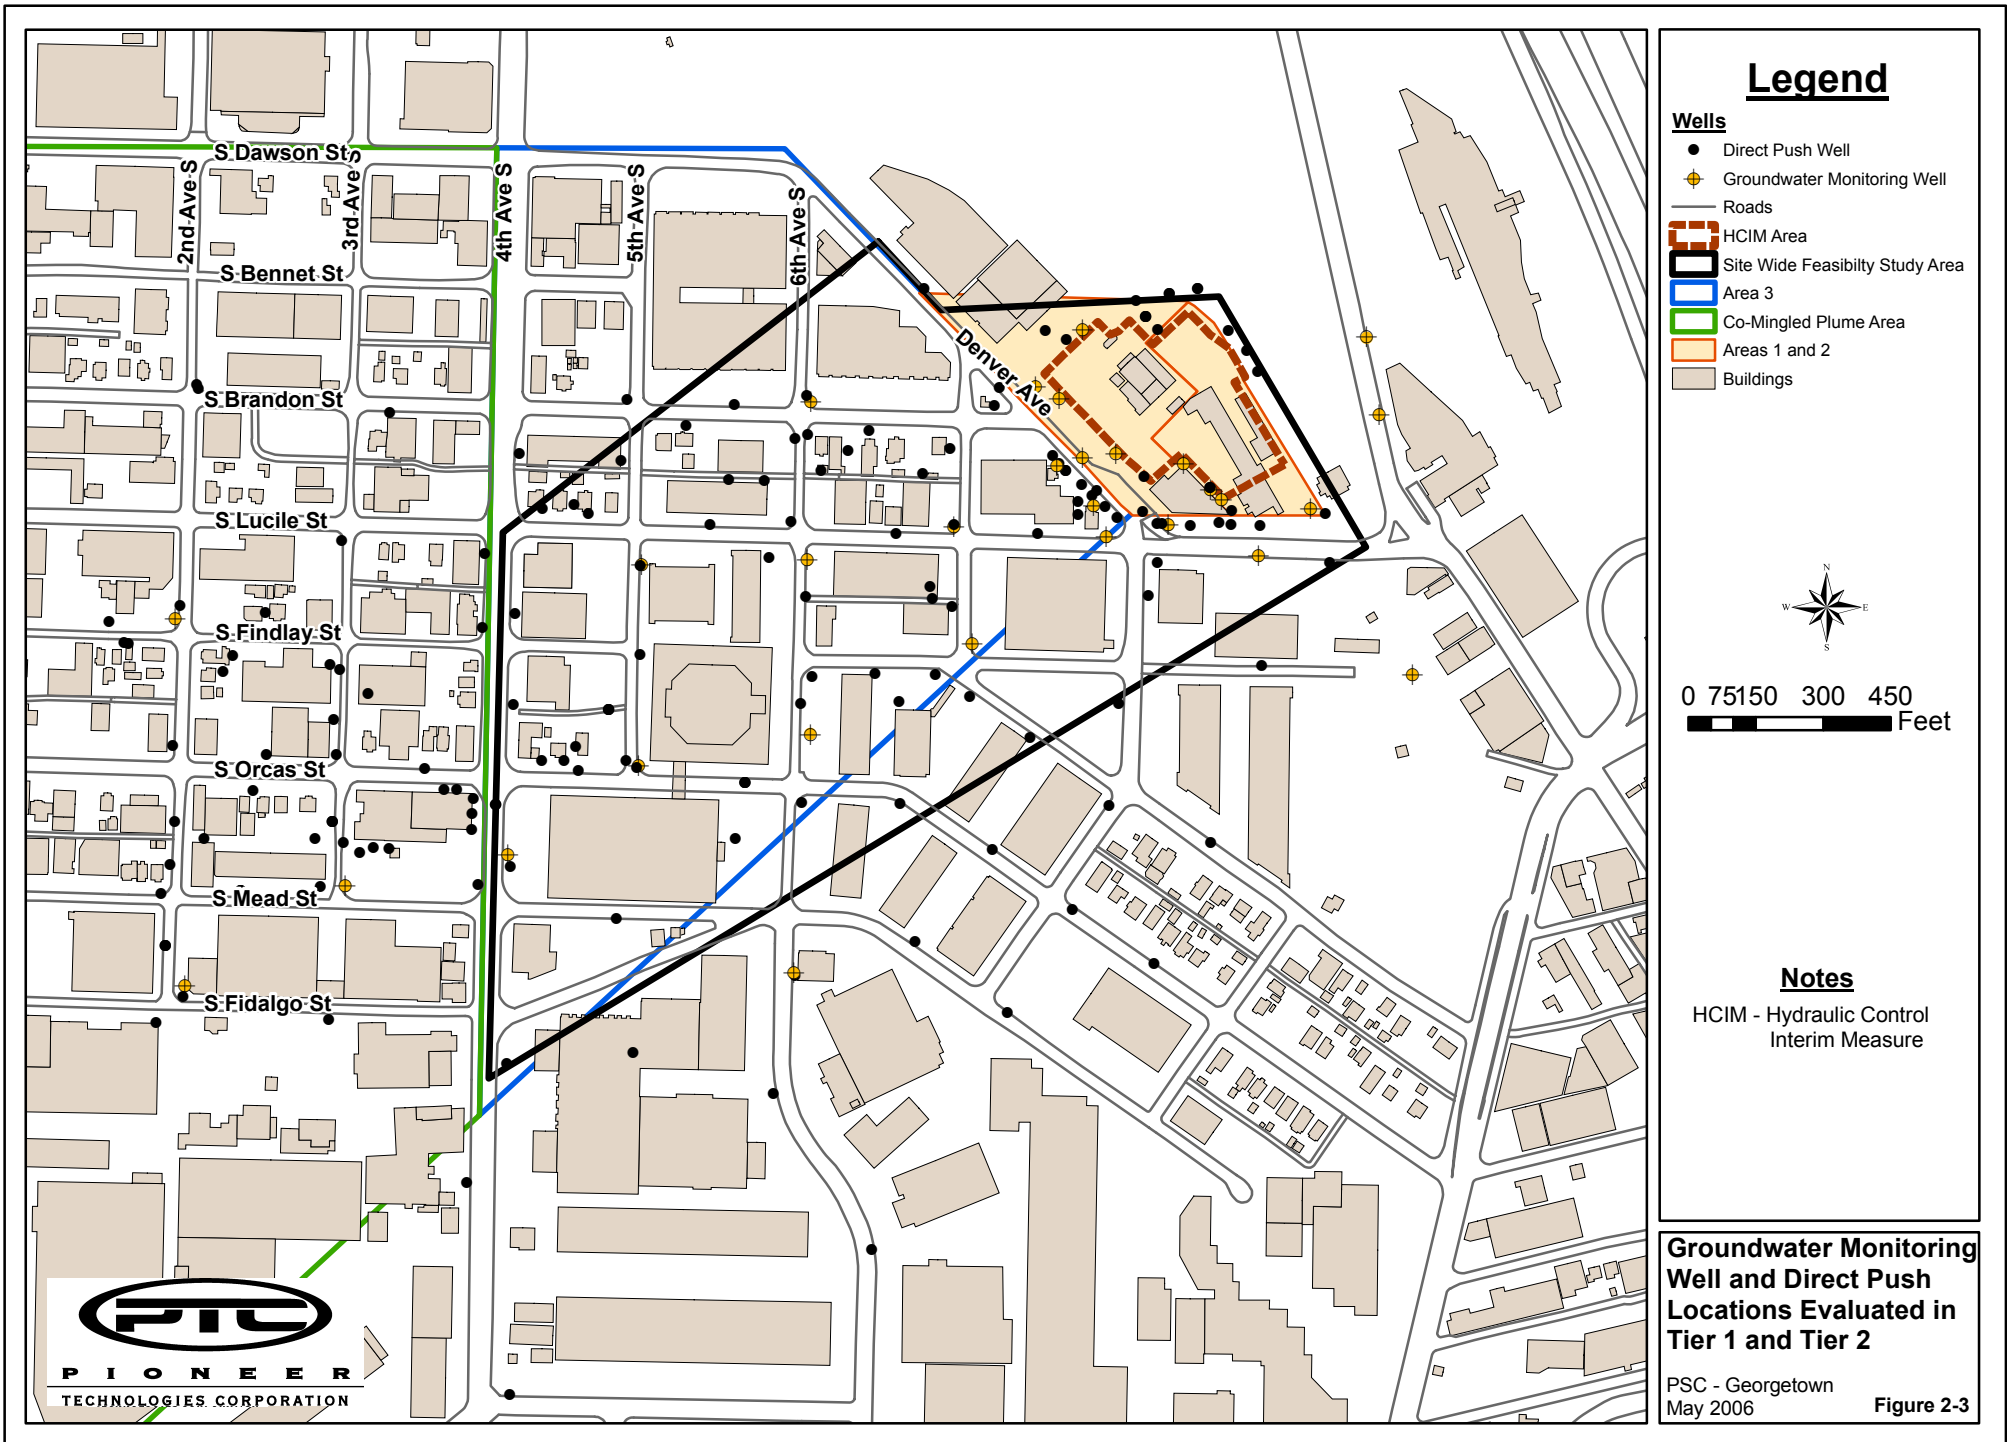 S Dawson St
2nd Ave S
3rd Ave S
4th Ave S
5th Ave S
6th Ave S
S Bennet St
Denver Ave
S Brandon St
S Lucile St
S Findlay St
S Orcas St
S Mead St
S Fidalgo St
PTC
PIONEER
TECHNOLOGIES CORPORATION
Legend
Wells
Direct Push Well
Groundwater Monitoring Well
Roads
HCIM Area
Site Wide Feasibilty Study Area
Area 3
Co-Mingled Plume Area
Areas 1 and 2
Buildings
N
W E
S
0 75150 300 450
Feet
Notes
HCIM - Hydraulic Control
Interim Measure
Groundwater Monitoring
Well and Direct Push
Locations Evaluated in
Tier 1 and Tier 2
PSC - Georgetown
May 2006
Figure 2-3